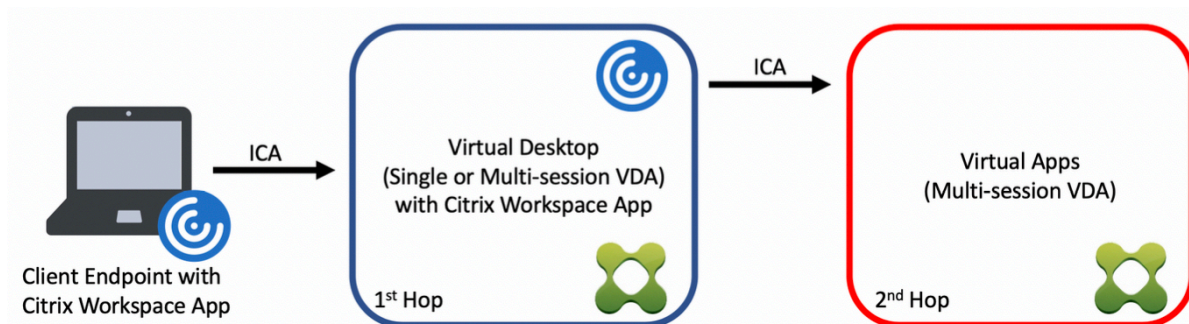 ICA
Client Endpoint with
Citrix Workspace App
Virtual Desktop
(Single or Multi-session VDA)
with Citrix Workspace App
1st Hop
ICA
Virtual Apps
(Multi-session VDA)
2nd Hop